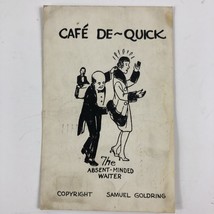 CAFÉ DE~QUICK
The
ABSENT-MINDED
WAITER
COPYRIGHT SAMUEL GOLDRING